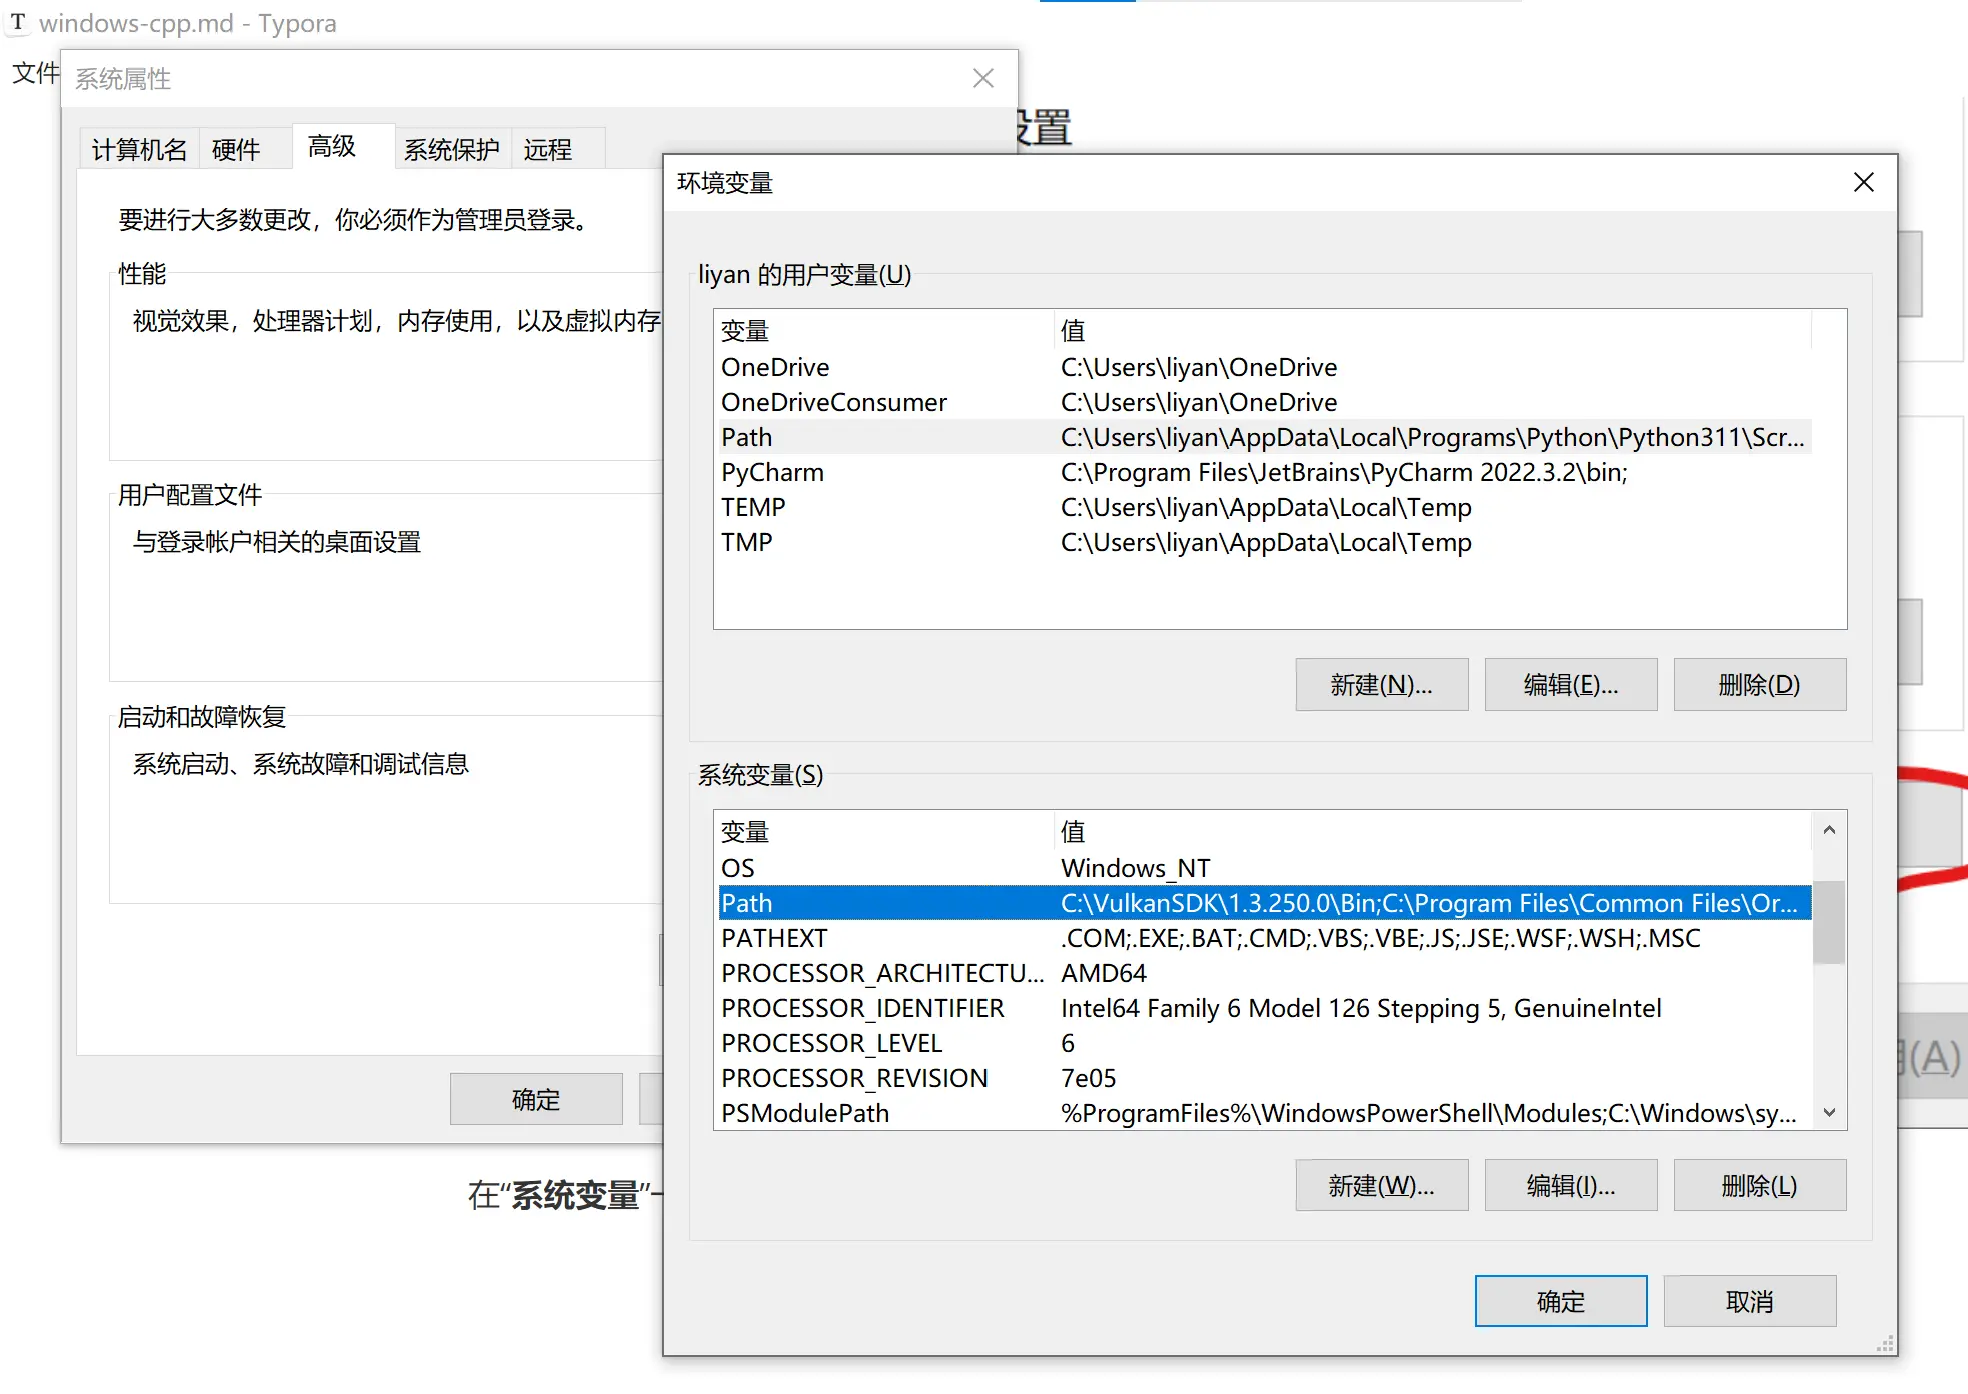 windows-cpp.md - Typora
文件
系统属性
计算机名
硬件
高级
系统保护
远程
要进行大多数更改，你必须作为管理员登录。
性能
视觉效果，处理器计划，内存使用，以及虚拟内存
用户配置文件
与登录帐户相关的桌面设置
启动和故障恢复
系统启动、系统故障和调试信息
确定
置
在“系统变量”
环境变量
liyan 的用户变量(U)
变量 值
OneDrive C:\Users\liyan\OneDrive
OneDriveConsumer C:\Users\liyan\OneDrive
Path C:\Users\liyan\AppData\Local\Programs\Python\Python311\Scr...
PyCharm C:\Program Files\JetBrains\PyCharm 2022.3.2\bin;
TEMP C:\Users\liyan\AppData\Local\Temp
TMP C:\Users\liyan\AppData\Local\Temp
新建(N)... 编辑(E)... 删除(D)
系统变量(S)
变量 值
OS Windows_NT
Path C:\VulkanSDK\1.3.250.0\Bin;C:\Program Files\Common Files\Or...
PATHEXT .COM;.EXE;.BAT;.CMD;.VBS;.VBE;.JS;.JSE;.WSF;.WSH;.MSC
PROCESSOR_ARCHITECTU... AMD64
PROCESSOR_IDENTIFIER Intel64 Family 6 Model 126 Stepping 5, GenuineIntel
PROCESSOR_LEVEL 6
PROCESSOR_REVISION 7e05
PSModulePath %ProgramFiles%\WindowsPowerShell\Modules;C:\Windows\sy...
新建(W)... 编辑(I)... 删除(L)
确定 取消
(A)